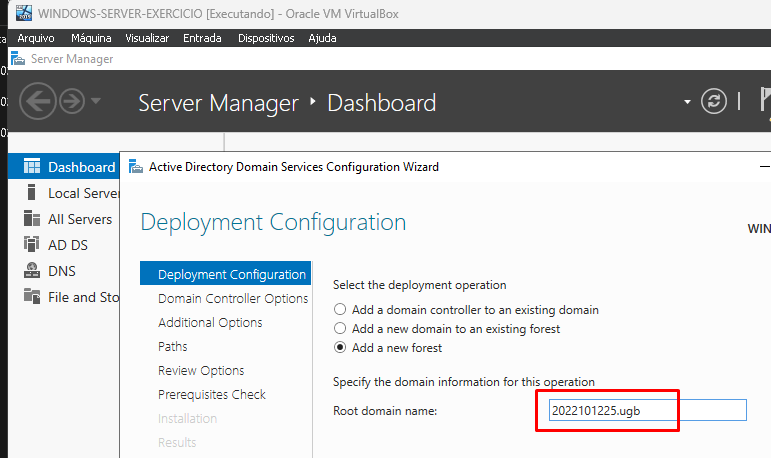 WINDOWS-SERVER-EXERCICIO [Executando] - Oracle VM VirtualBox
Arquivo Máquina Visualizar Entrada Dispositivos Ajuda
Server Manager
Server Manager ‣ Dashboard
Dashboard
Local Server
All Servers
AD DS
DNS
File and Sto
Active Directory Domain Services Configuration Wizard
Deployment Configuration
WIN
Deployment Configuration
Domain Controller Options
Additional Options
Paths
Review Options
Prerequisites Check
Installation
Results
Select the deployment operation
Add a domain controller to an existing domain
Add a new domain to an existing forest
Add a new forest
Specify the domain information for this operation
Root domain name: 2022101225.ugb